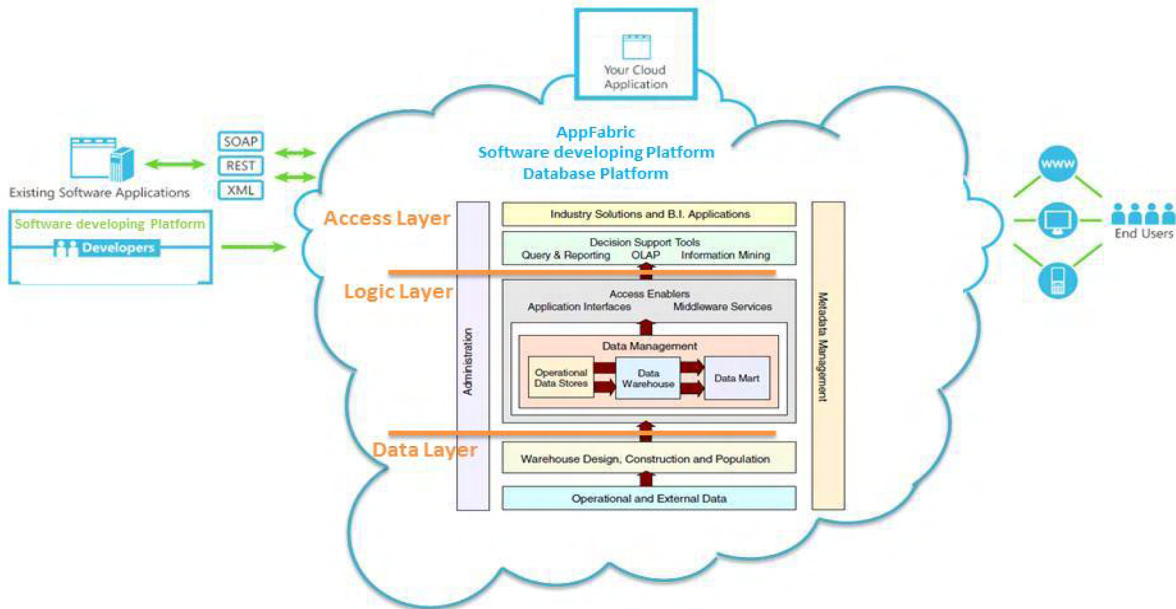 Your Cloud
Application
AppFabric
Software developing Platform
Database Platform
SOAP
REST
XML
Existing Software Applications
Software developing Platform
Developers
Access Layer
Logic Layer
Data Layer
Administration
Industry Solutions and B.I. Applications
Decision Support Tools
Query & Reporting OLAP Information Mining
Access Enablers
Application Interfaces Middleware Services
Data Management
Operational
Data Stores
Data
Warehouse
Data Mart
Warehouse Design, Construction and Population
Operational and External Data
Metadata Management
www
End Users